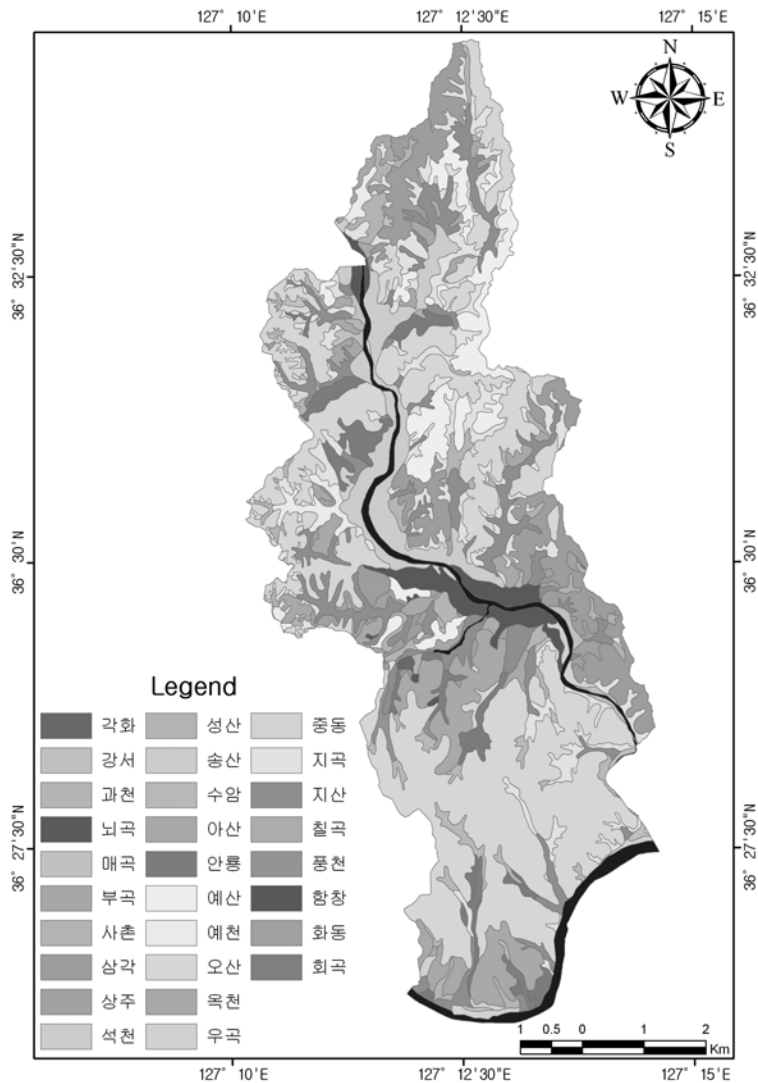 127° 10'E 127° 12'30"E 127° 15'E
N
W E
S
36° 32'30"N 36° 32'30"N
36° 30'N 36° 30'N
36° 27'30"N 36° 27'30"N
Legend
각화 성산 중동
강서 송산 지곡
과천 수암 지산
뇌곡 아산 칠곡
매곡 안룡 풍천
부곡 예산 함창
사촌 예천 화동
삼각 오산 회곡
상주 옥천
석천 우곡
1 0.5 0 1 2
Km
127° 10'E 127° 12'30"E 127° 15'E